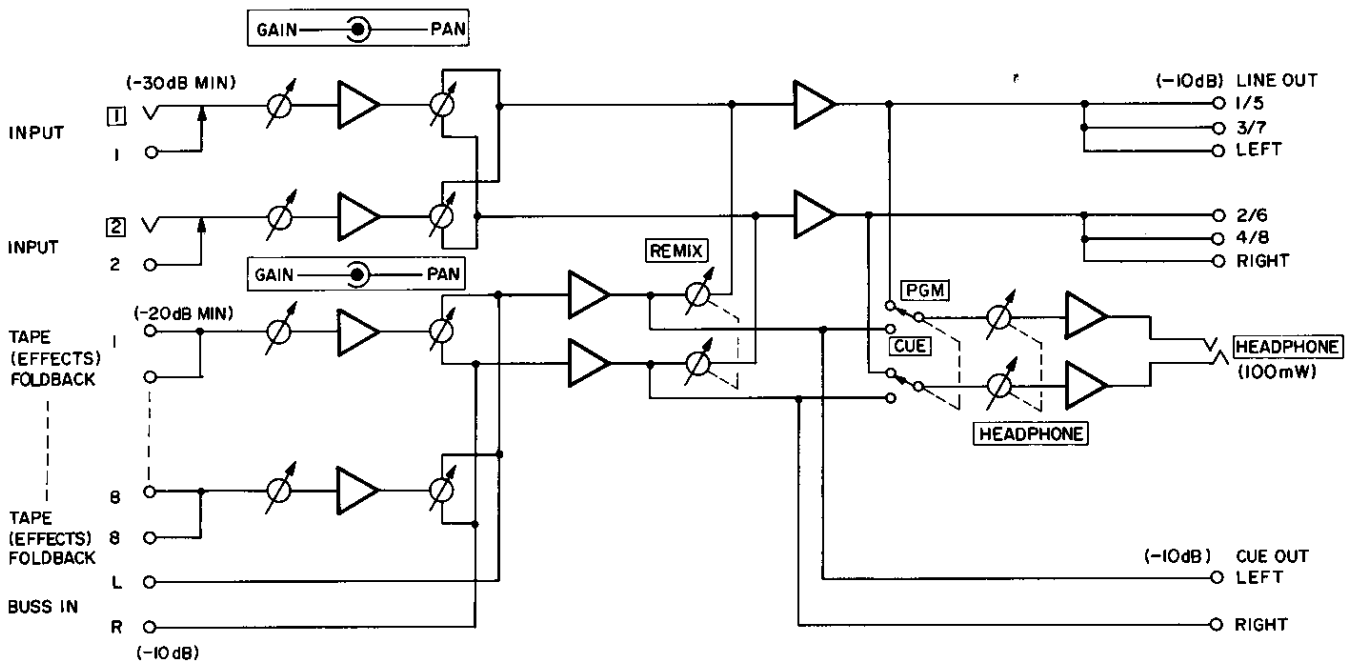 GAIN PAN
(-30dB MIN)
INPUT
1
1
INPUT
2
2
GAIN PAN
(-20dB MIN)
TAPE
(EFFECTS)
FOLDBACK
1
1
8
8
TAPE
(EFFECTS)
FOLDBACK
BUSS IN
L
R
(-10dB)
REMIX
PGM
CUE
HEADPHONE
(-10dB) LINE OUT
1/5
3/7
LEFT
2/6
4/8
RIGHT
HEADPHONE
(100mW)
(-10dB) CUE OUT
LEFT
RIGHT